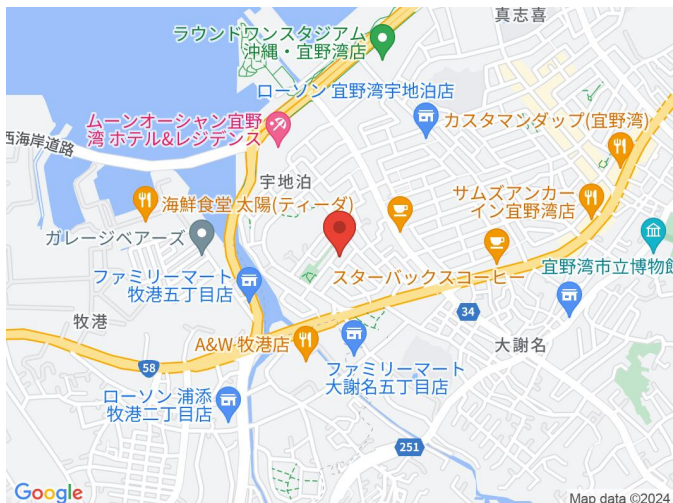 真志喜
ラウンドワンスタジアム
沖縄・宜野湾店
ローソン 宜野湾宇地泊店
ムーンオーシャン宜野
湾 ホテル&レジデンス
カスタマンダップ(宜野湾)
西海岸道路
宇地泊
海鮮食堂 太陽(ティーダ)
サムズアンカー
イン宜野湾店
ガレージベアーズ
宜野湾市立博物館
スターバックスコーヒー
ファミリーマート
牧港五丁目店
牧港
34
A&W 牧港店
大謝名
58
ファミリーマート
大謝名五丁目店
ローソン 浦添
牧港二丁目店
251
Google
Map data ©2024